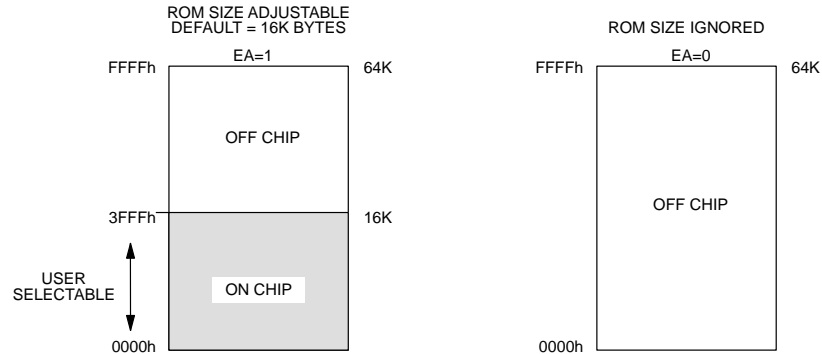 ROM SIZE ADJUSTABLE
DEFAULT = 16K BYTES
EA=1
FFFFh
64K
OFF CHIP
3FFFh
16K
USER
SELECTABLE
ON CHIP
0000h
ROM SIZE IGNORED
EA=0
FFFFh
64K
OFF CHIP
0000h